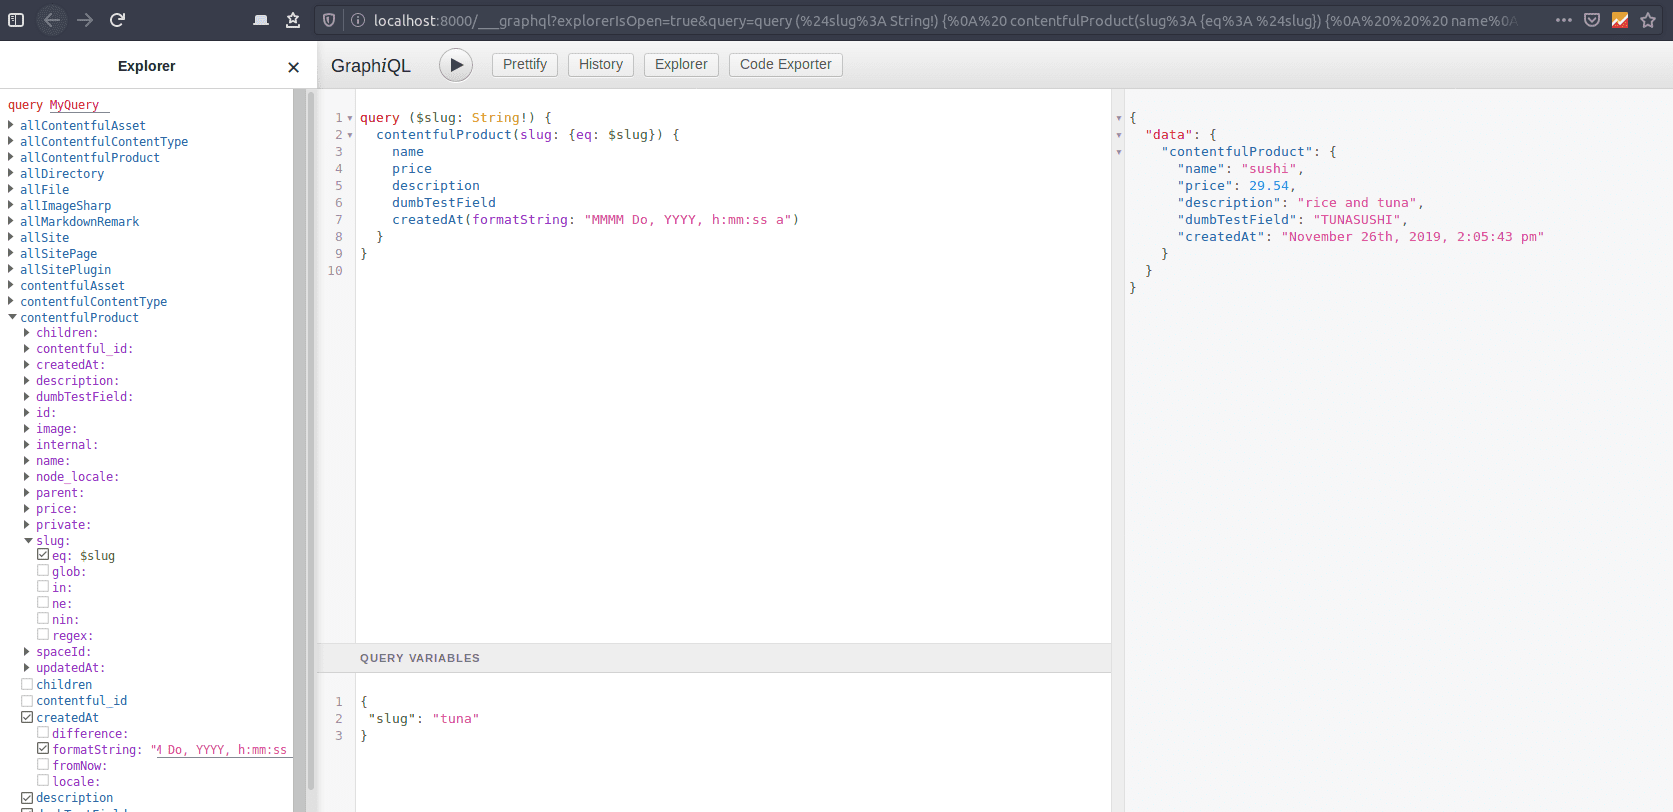 localhost:8000/___graphql?explorerIsOpen=true&query=query (%24slug%3A String!) {%0A%20 contentfulProduct(slug%3A {eq%3A %24slug}) {%0A%20%20%20 name%0A
Explorer
GraphiQL
Prettify
History
Explorer
Code Exporter
query MyQuery
allContentfulAsset
allContentfulContentType
allContentfulProduct
allDirectory
allFile
allImageSharp
allMarkdownRemark
allSite
allSitePage
allSitePlugin
contentfulAsset
contentfulContentType
contentfulProduct
children:
contentful_id:
createdAt:
description:
dumbTestField:
id:
image:
internal:
name:
node_locale:
parent:
price:
private:
slug:
eq: $slug
glob:
in:
ne:
nin:
regex:
spaceId:
updatedAt:
children
contentful_id
createdAt
difference:
formatString: "M Do, YYYY, h:mm:ss
fromNow:
locale:
description
1 query ($slug: String!) {
2 contentfulProduct(slug: {eq: $slug}) {
3 name
4 price
5 description
6 dumbTestField
7 createdAt(formatString: "MMMM Do, YYYY, h:mm:ss a")
8 }
9 }
10
QUERY VARIABLES
1 {
2 "slug": "tuna"
3 }
{
"data": {
"contentfulProduct": {
"name": "sushi",
"price": 29.54,
"description": "rice and tuna",
"dumbTestField": "TUNASUSHI",
"createdAt": "November 26th, 2019, 2:05:43 pm"
}
}
}